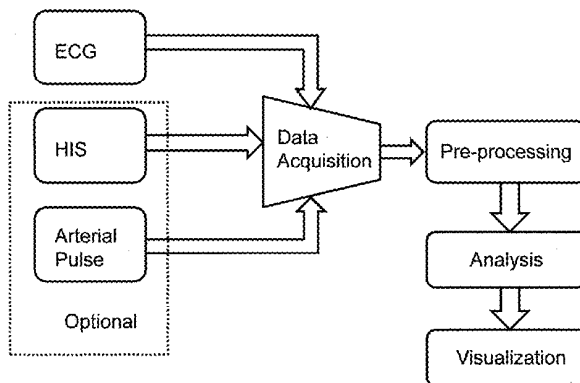 ECG
HIS
Arterial
Pulse
Optional
Data
Acquisition
Pre-processing
Analysis
Visualization